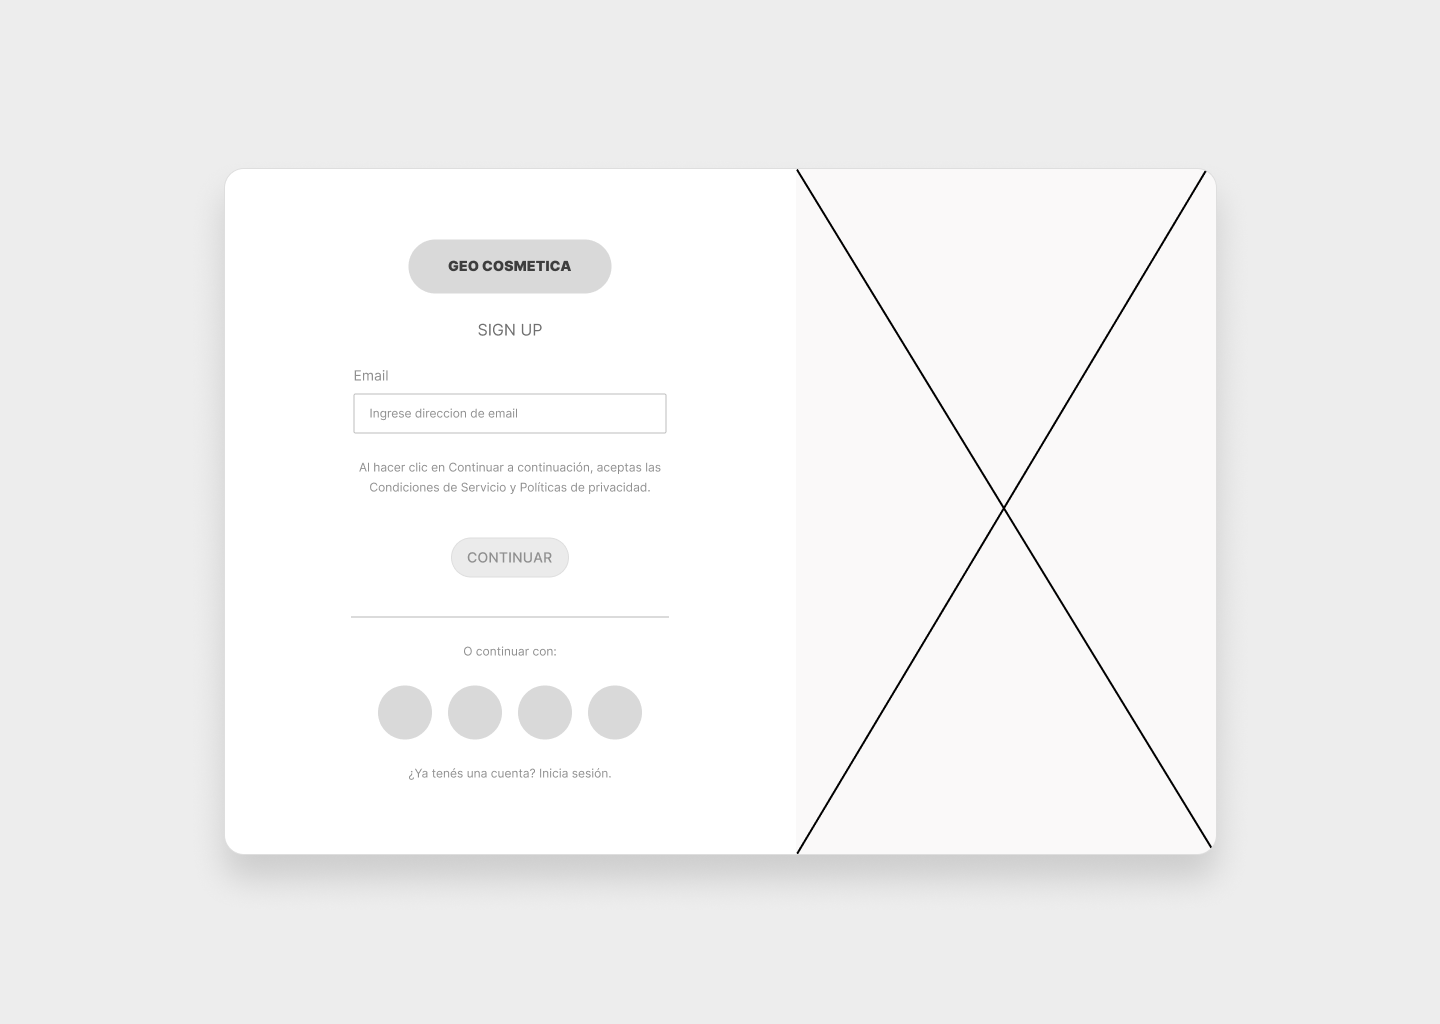 GEO COSMETICA
SIGN UP
Email
Ingrese direccion de email
Al hacer clic en Continuar a continuación, aceptas las
Condiciones de Servicio y Políticas de privacidad.
CONTINUAR
O continuar con:
¿Ya tenés una cuenta? Inicia sesión.